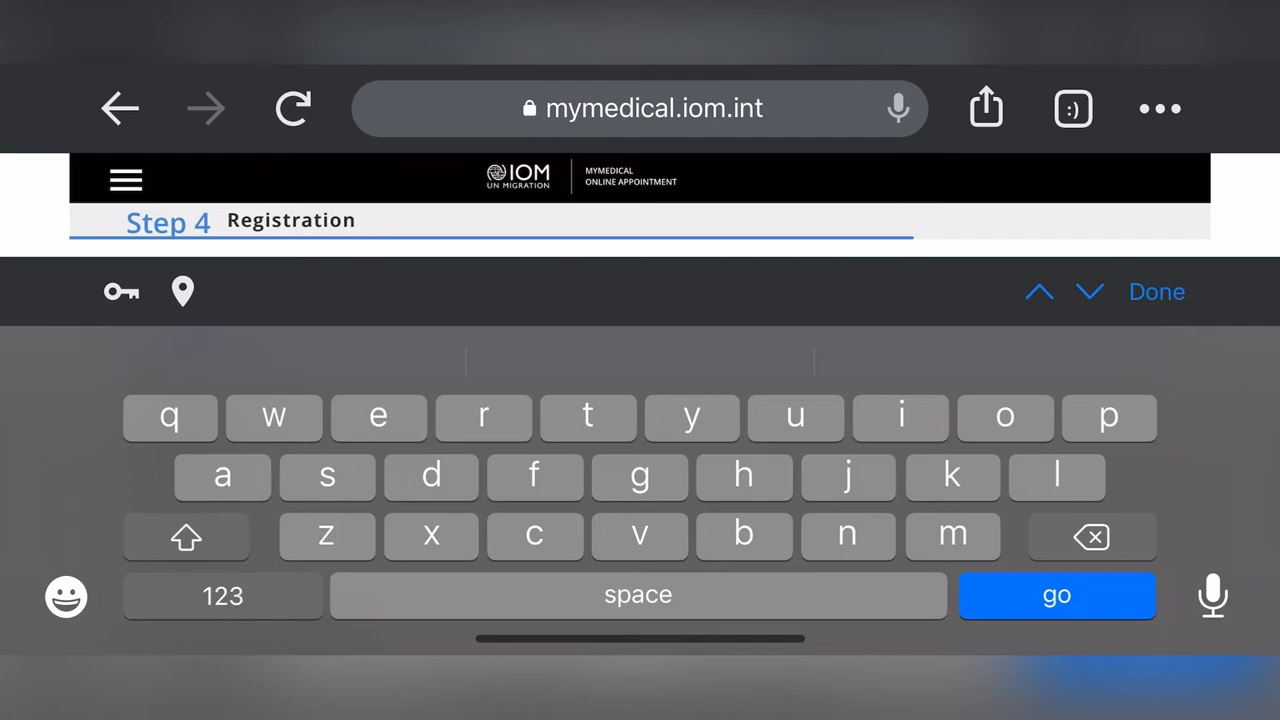 mymedical.iom.int
:)
IOM
UN MIGRATION
MYMEDICAL
ONLINE APPOINTMENT
Step 4 Registration
Done
q w e r t y u i o p
a s d f g h j k l
z x c v b n m
123 space go